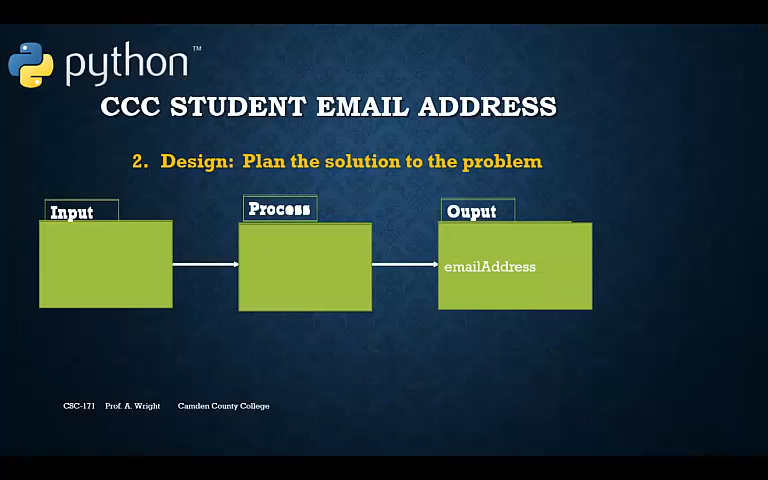 python™
CCC STUDENT EMAIL ADDRESS
2. Design: Plan the solution to the problem
Input
Process
Ouput
emailAddress
CSC-171 Prof. A. Wright Camden County College